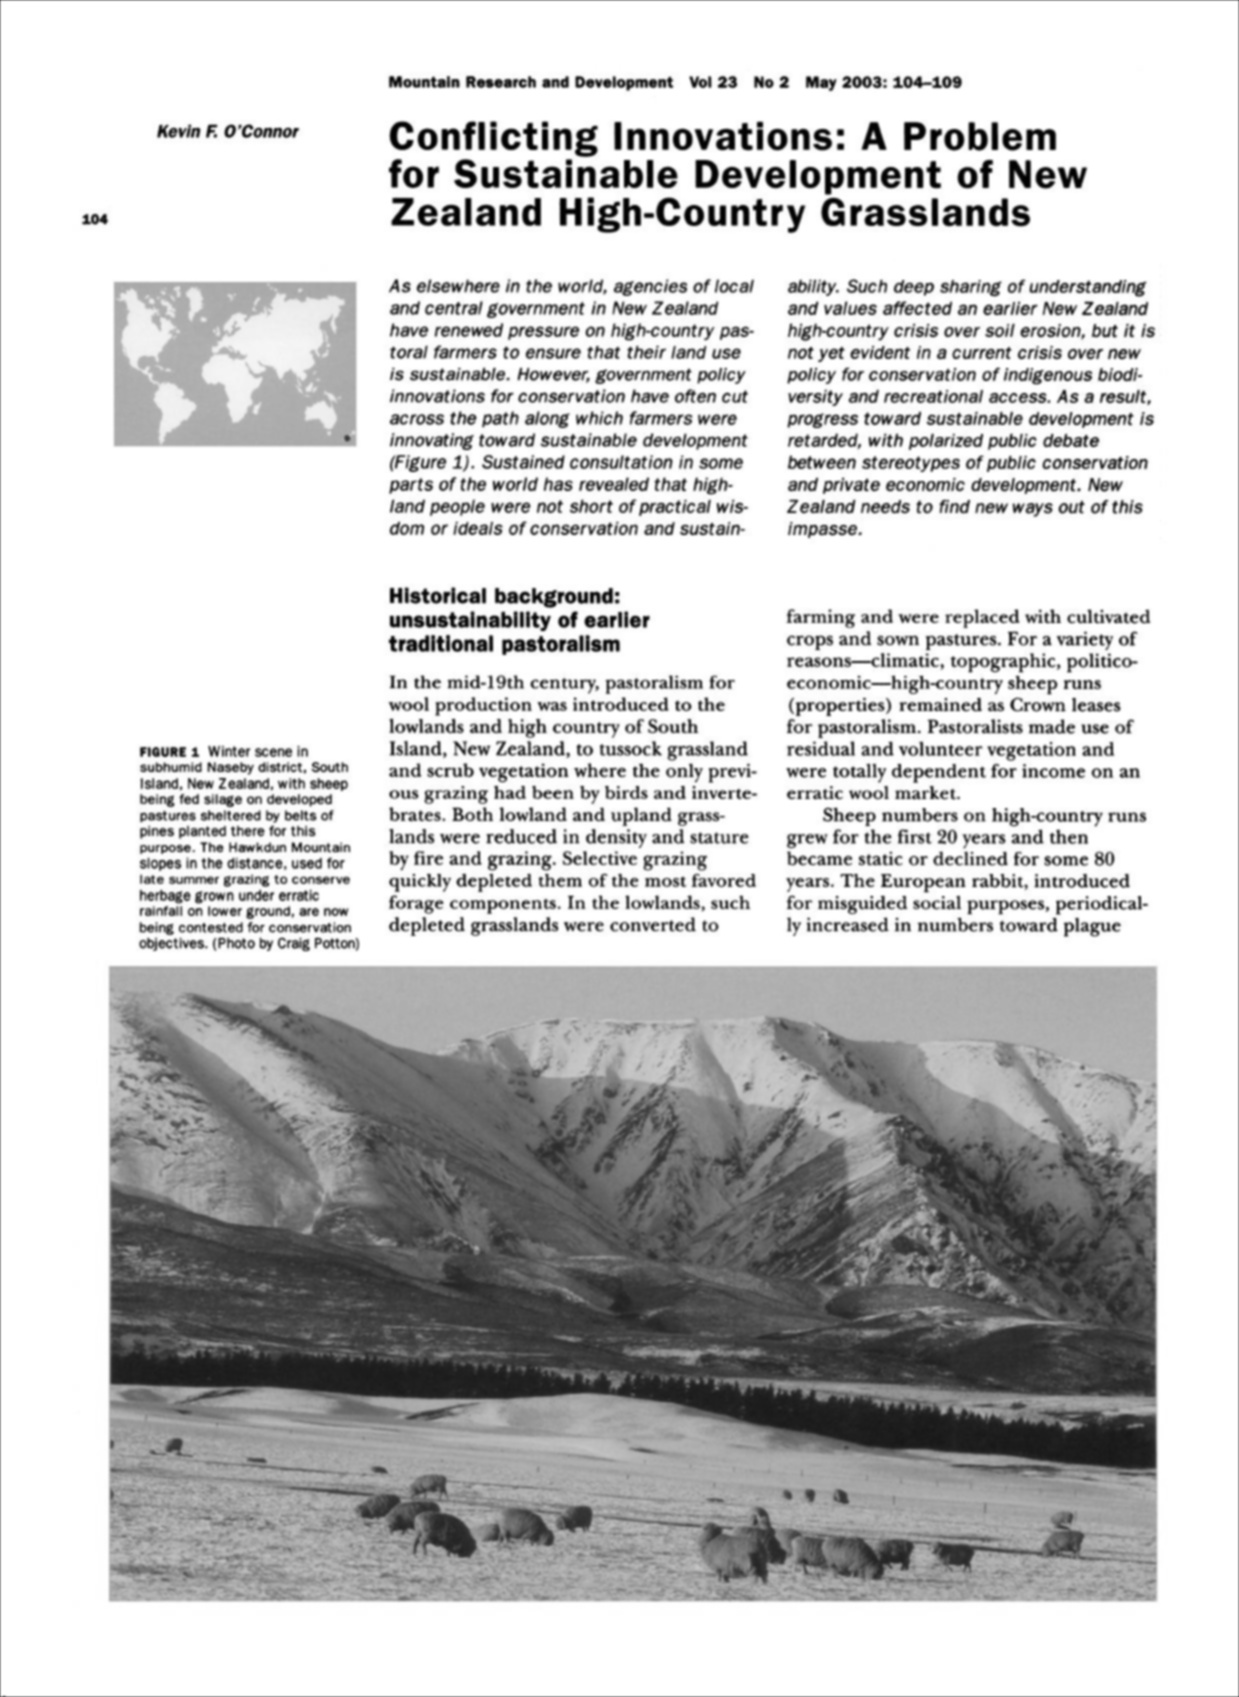 Mountain Research and Development Vol 23 No 2 May 2003: 104–109
Kevin F. O'Connor
Conflicting Innovations: A Problem
for Sustainable Development of New
Zealand High-Country Grasslands
104
As elsewhere in the world, agencies of local
and central government in New Zealand
have renewed pressure on high-country pas-
toral farmers to ensure that their land use
is sustainable. However, government policy
innovations for conservation have often cut
across the path along which farmers were
innovating toward sustainable development
(Figure 1). Sustained consultation in some
parts of the world has revealed that high-
land people were not short of practical wis-
dom or ideals of conservation and sustain-
ability. Such deep sharing of understanding
and values affected an earlier New Zealand
high-country crisis over soil erosion, but it is
not yet evident in a current crisis over new
policy for conservation of indigenous biodi-
versity and recreational access. As a result,
progress toward sustainable development is
retarded, with polarized public debate
between stereotypes of public conservation
and private economic development. New
Zealand needs to find new ways out of this
impasse.
Historical background:
unsustainability of earlier
traditional pastoralism
In the mid-19th century, pastoralism for
wool production was introduced to the
lowlands and high country of South
Island, New Zealand, to tussock grassland
and scrub vegetation where the only previ-
ous grazing had been by birds and inverte-
brates. Both lowland and upland grass-
lands were reduced in density and stature
by fire and grazing. Selective grazing
quickly depleted them of the most favored
forage components. In the lowlands, such
depleted grasslands were converted to
farming and were replaced with cultivated
crops and sown pastures. For a variety of
reasons—climatic, topographic, politico-
economic—high-country sheep runs
(properties) remained as Crown leases
for pastoralism. Pastoralists made use of
residual and volunteer vegetation and
were totally dependent for income on an
erratic wool market.
Sheep numbers on high-country runs
grew for the first 20 years and then
became static or declined for some 80
years. The European rabbit, introduced
for misguided social purposes, periodical-
ly increased in numbers toward plague
FIGURE 1 Winter scene in
subhumid Naseby district, South
Island, New Zealand, with sheep
being fed silage on developed
pastures sheltered by belts of
pines planted there for this
purpose. The Hawkdun Mountain
slopes in the distance, used for
late summer grazing to conserve
herbage grown under erratic
rainfall on lower ground, are now
being contested for conservation
objectives. (Photo by Craig Potton)